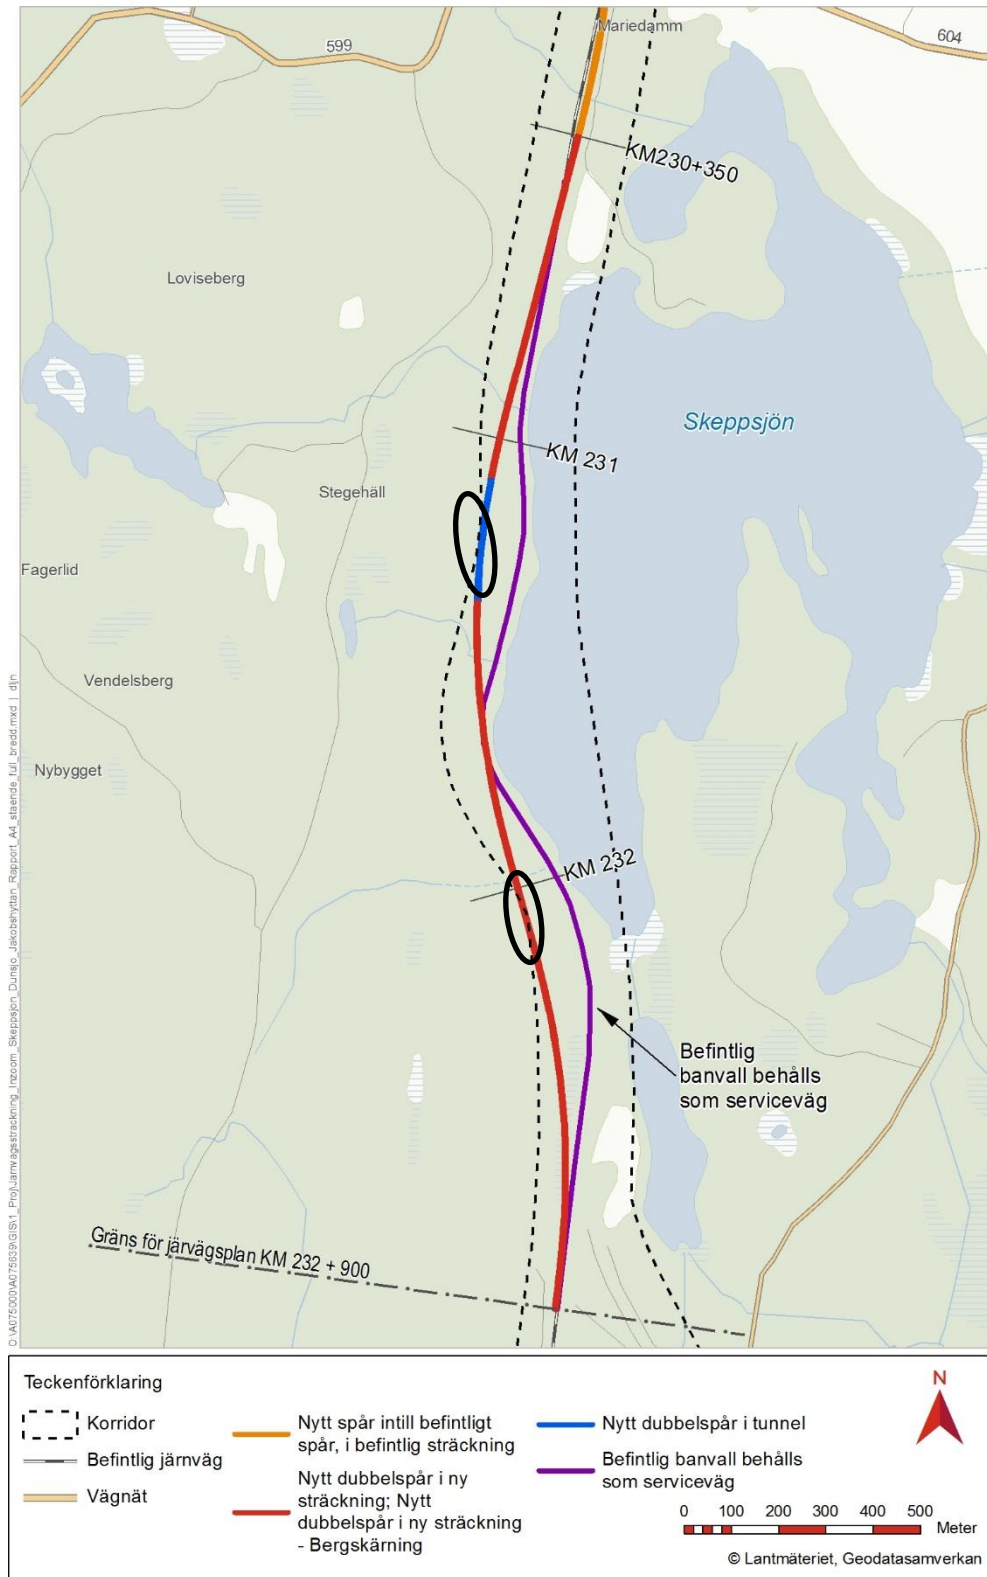 Mariedamm
599
604
KM230+350
Loviseberg
Skeppsjön
KM 231
Stegehäll
Fagerlid
Vendelsberg
Nybygget
KM 232
Befintlig
banvall behålls
som serviceväg
Gräns för järvägsplan KM 232 + 900
Teckenförklaring
Korridor
Befintlig järnväg
Vägnät
Nytt spår intill befintligt
spår, i befintlig sträckning
Nytt dubbelspår i ny
sträckning; Nytt
dubbelspår i ny sträckning
- Bergskärning
Nytt dubbelspår i tunnel
Befintlig banvall behålls
som serviceväg
N
0 100 200 300 400 500
Meter
© Lantmäteriet, Geodatasamverkan